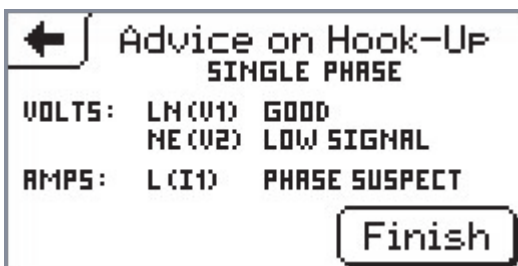 Advice on Hook-Up
SINGLE PHASE
VOLTS: LN(V1) GOOD
NE(V2) LOW SIGNAL
AMPS: L(I1) PHASE SUSPECT
Finish